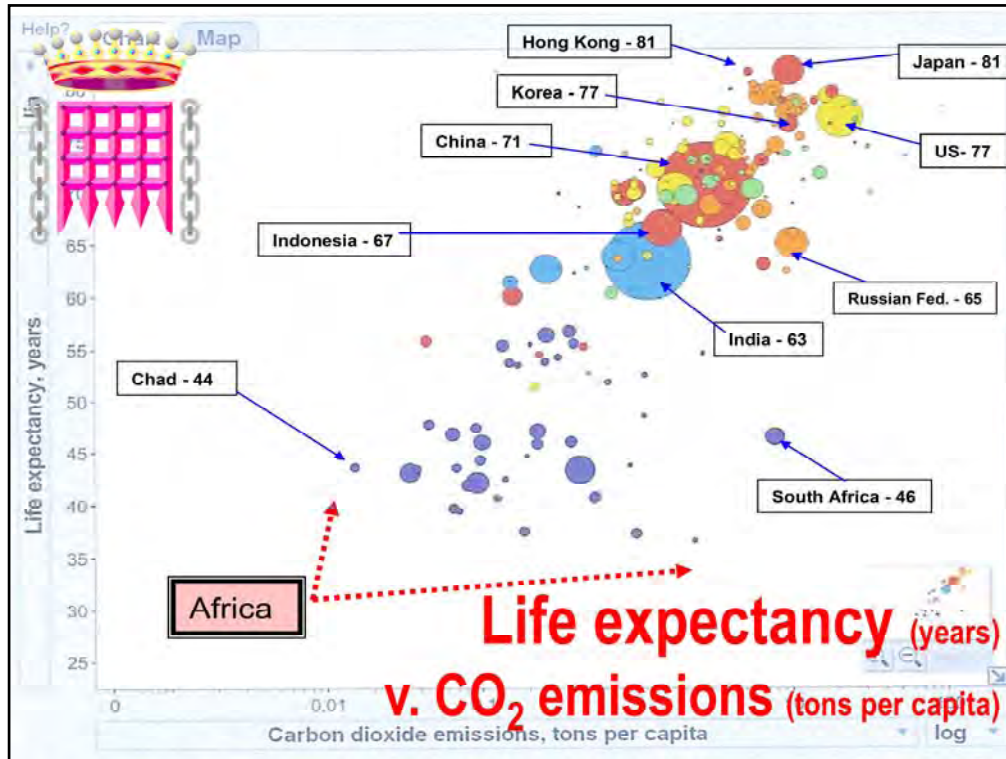 Help?
Chart
Map
Hong Kong - 81
Japan - 81
Korea - 77
China - 71
US- 77
Indonesia - 67
Russian Fed. - 65
India - 63
Chad - 44
South Africa - 46
Africa
Life expectancy, years
65
60
55
50
45
40
35
30
25
Life expectancy (years)
v. CO₂ emissions (tons per capita)
0
0.01
Carbon dioxide emissions, tons per capita
log